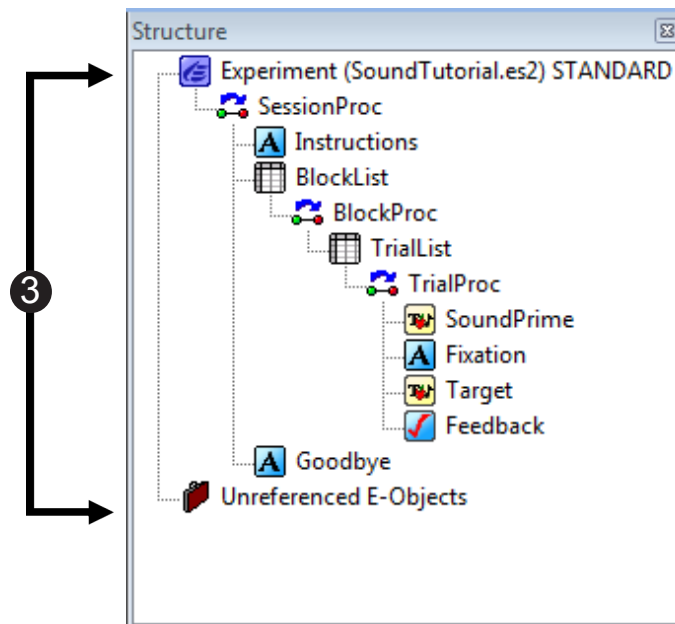 Structure
Experiment (SoundTutorial.es2) STANDARD
SessionProc
A Instructions
BlockList
BlockProc
TrialList
3
TrialProc
SoundPrime
A Fixation
Target
Feedback
A Goodbye
Unreferenced E-Objects